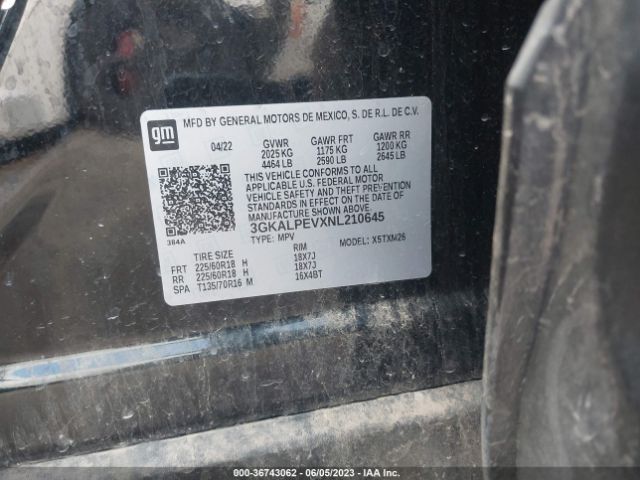 gm
MFD BY GENERAL MOTORS DE MEXICO, S. DE R.L. DE C.V.
04/22 GVWR GAWR FRT GAWR RR
2025 KG 1175 KG 1200 KG
4464 LB 2590 LB 2645 LB
THIS VEHICLE CONFORMS TO ALL
APPLICABLE U.S. FEDERAL MOTOR
VEHICLE SAFETY AND THEFT PREVENTION
STANDARDS IN EFFECT ON THE DATE OF
MANUFACTURE SHOWN ABOVE.
3GKALPEVXNL210645
384A TYPE: MPV MODEL: X5TXM26
TIRE SIZE RIM
FRT 225/60R18 H 18X7J
RR 225/60R18 H 18X7J
SPA T135/70R16 M 16X4BT
000-36743062 - 06/05/2023 - IAA Inc.